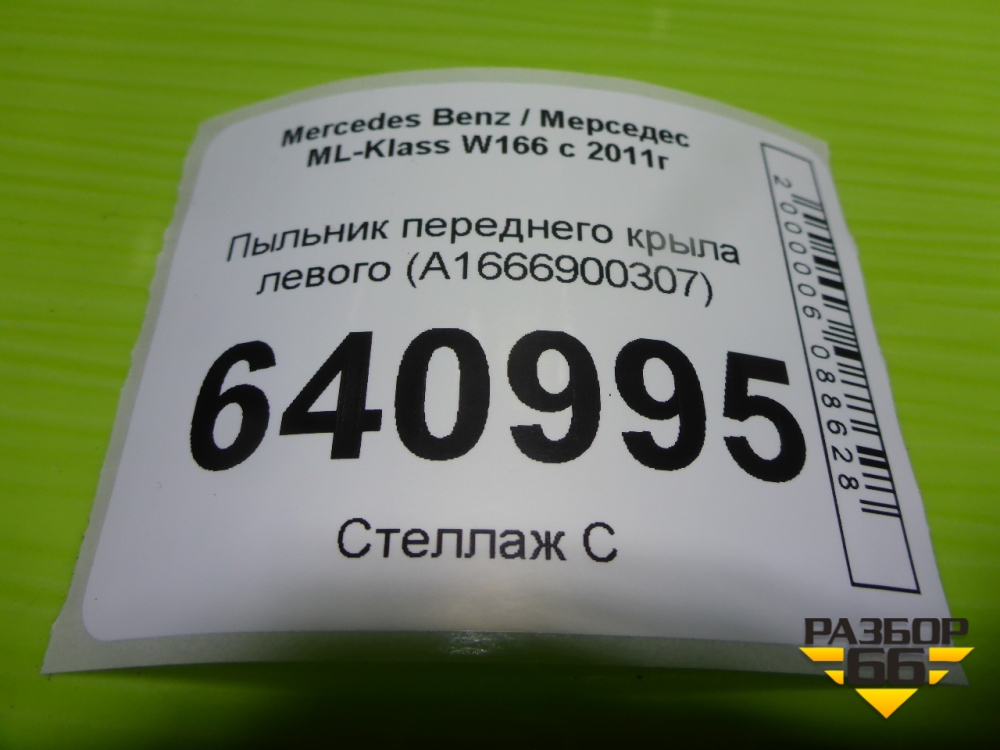 Mercedes Benz / Мерседес
ML-Klass W166 с 2011г
Пыльник переднего крыла
левого (A1666900307)
640995
Стеллаж С
2000006088628
РАЗБОР
66